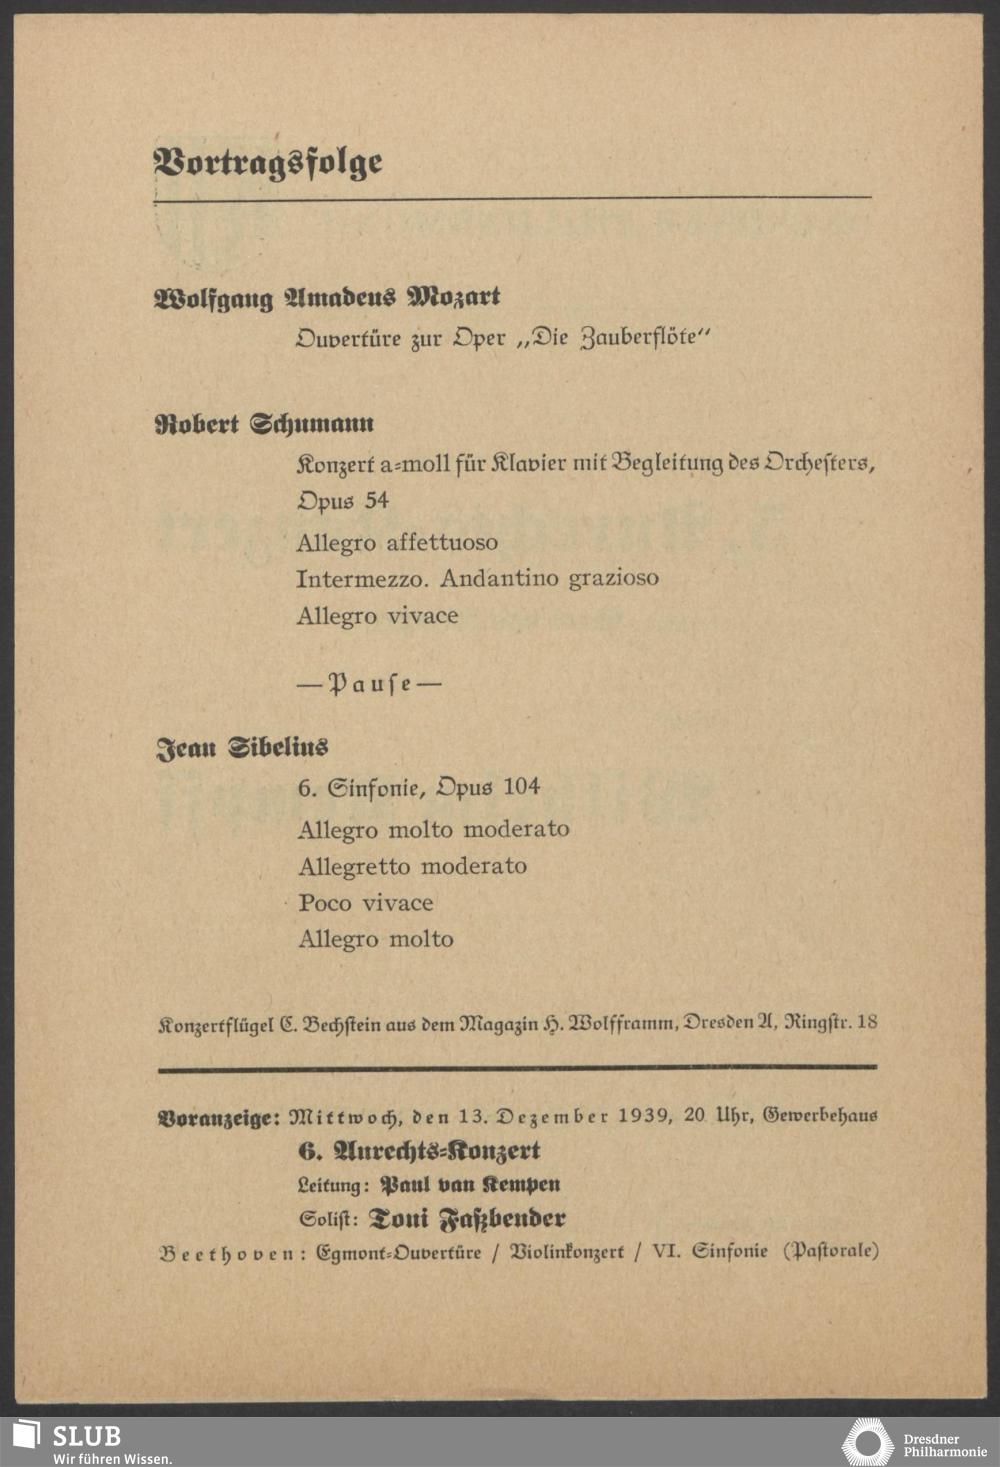 Vortragsfolge
Wolfgang Amadeus Mozart
Ouvertüre zur Oper „Die Zauberflöte“
Robert Schumann
Konzert a-moll für Klavier mit Begleitung des Orchesters,
Opus 54
Allegro affettuoso
Intermezzo. Andantino grazioso
Allegro vivace
— Pause —
Jean Sibelius
6. Sinfonie, Opus 104
Allegro molto moderato
Allegretto moderato
Poco vivace
Allegro molto
Konzertflügel C. Bechstein aus dem Magazin H. Wolfframm, Dresden A, Ringstr. 18
Voranzeige: Mittwoch, den 13. Dezember 1939, 20 Uhr, Gewerbehaus
6. Anrechts-Konzert
Leitung: Paul van Kempen
Solist: Toni Faßbender
Beethoven: Egmont-Ouvertüre / Violinkonzert / VI. Sinfonie (Pastorale)
SLUB
Wir führen Wissen.
Dresdner
Philharmonie